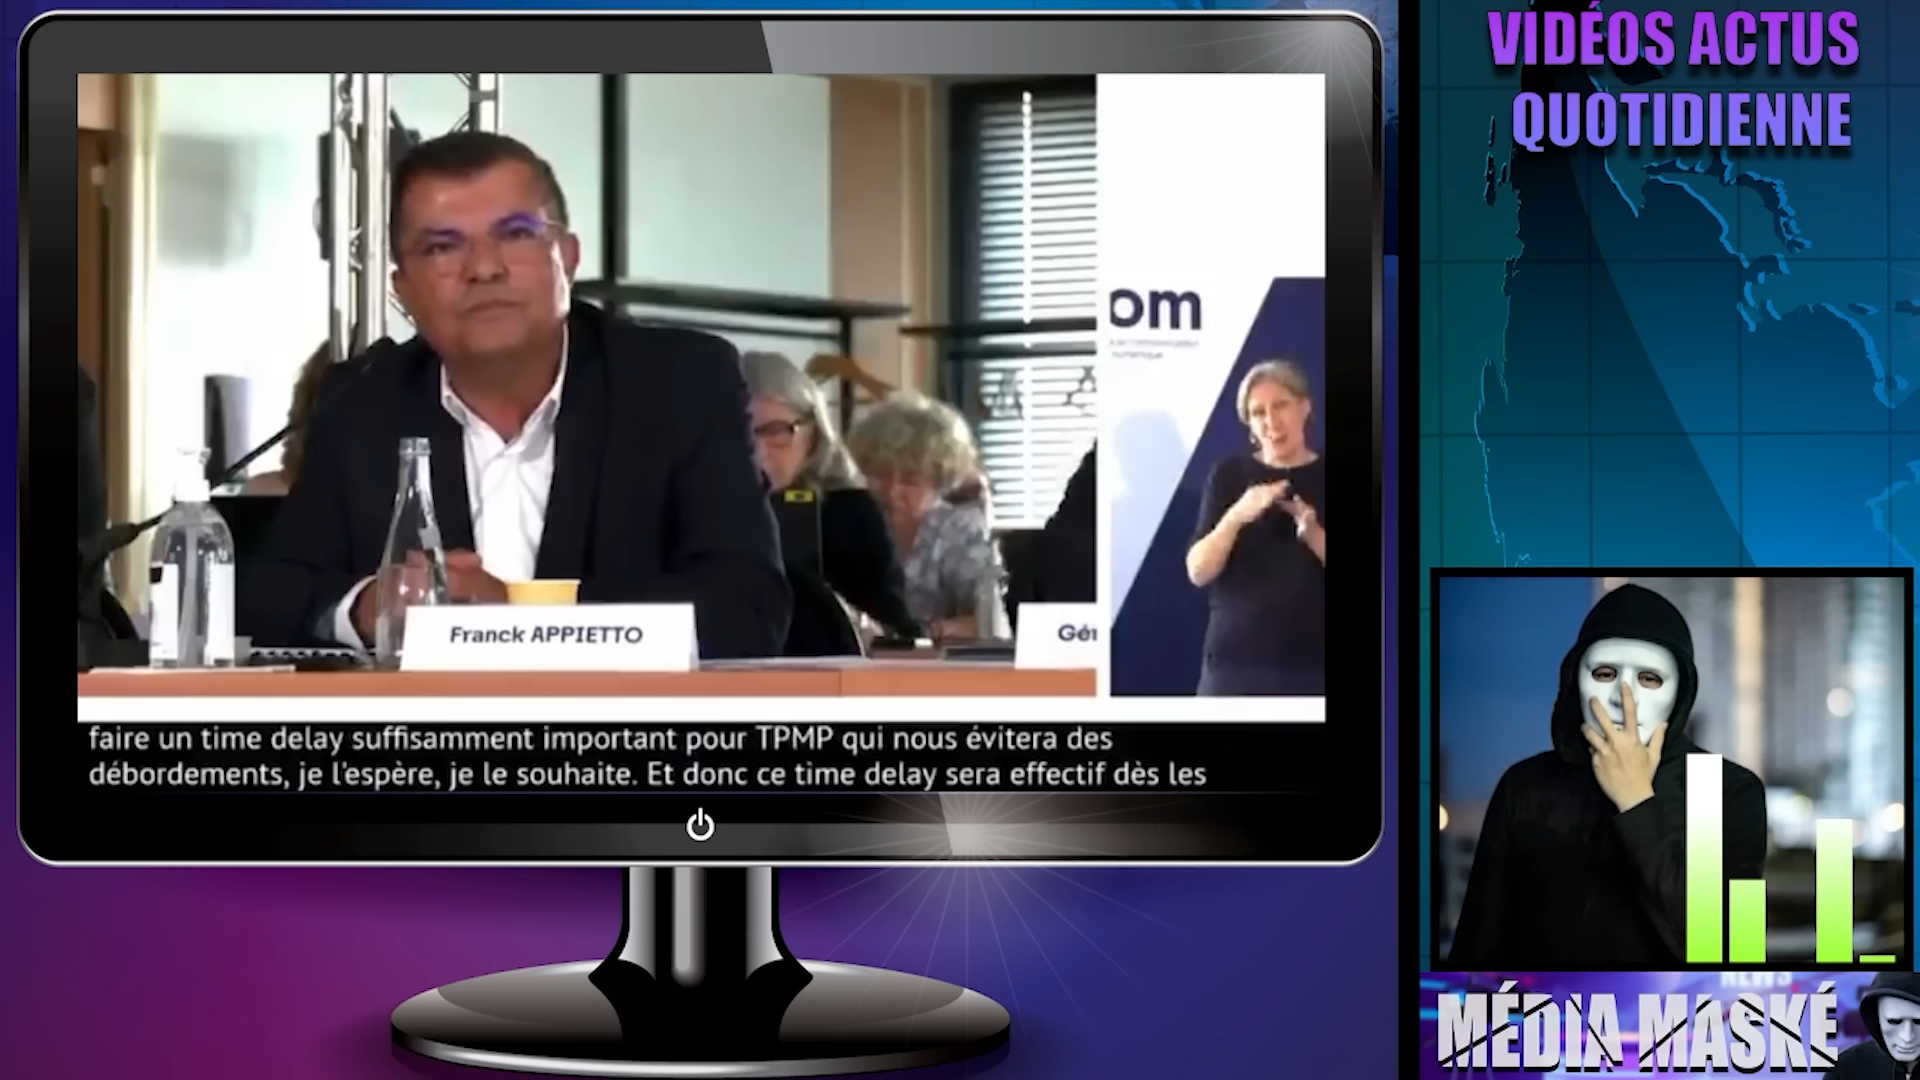 VIDÉOS ACTUS
QUOTIDIENNE
om
Franck APPIETTO
Gér
faire un time delay suffisamment important pour TPMP qui nous évitera des
débordements, je l'espère, je le souhaite. Et donc ce time delay sera effectif dès les
MÉDIA MASKÉ